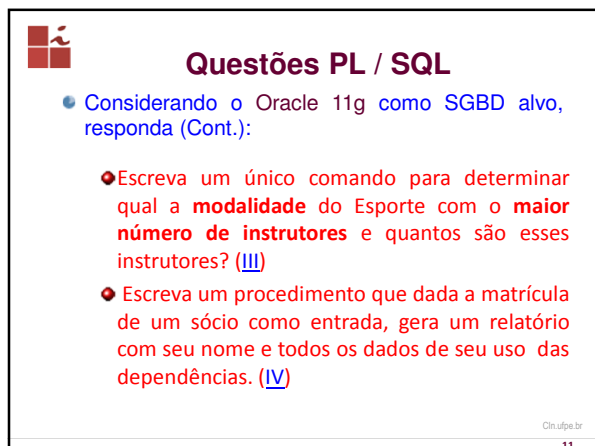 Questões PL / SQL
Considerando o Oracle 11g como SGBD alvo,
responda (Cont.):
Escreva um único comando para determinar
qual a modalidade do Esporte com o maior
número de instrutores e quantos são esses
instrutores? (III)
Escreva um procedimento que dada a matrícula
de um sócio como entrada, gera um relatório
com seu nome e todos os dados de seu uso das
dependências. (IV)
CIn.ufpe.br
11